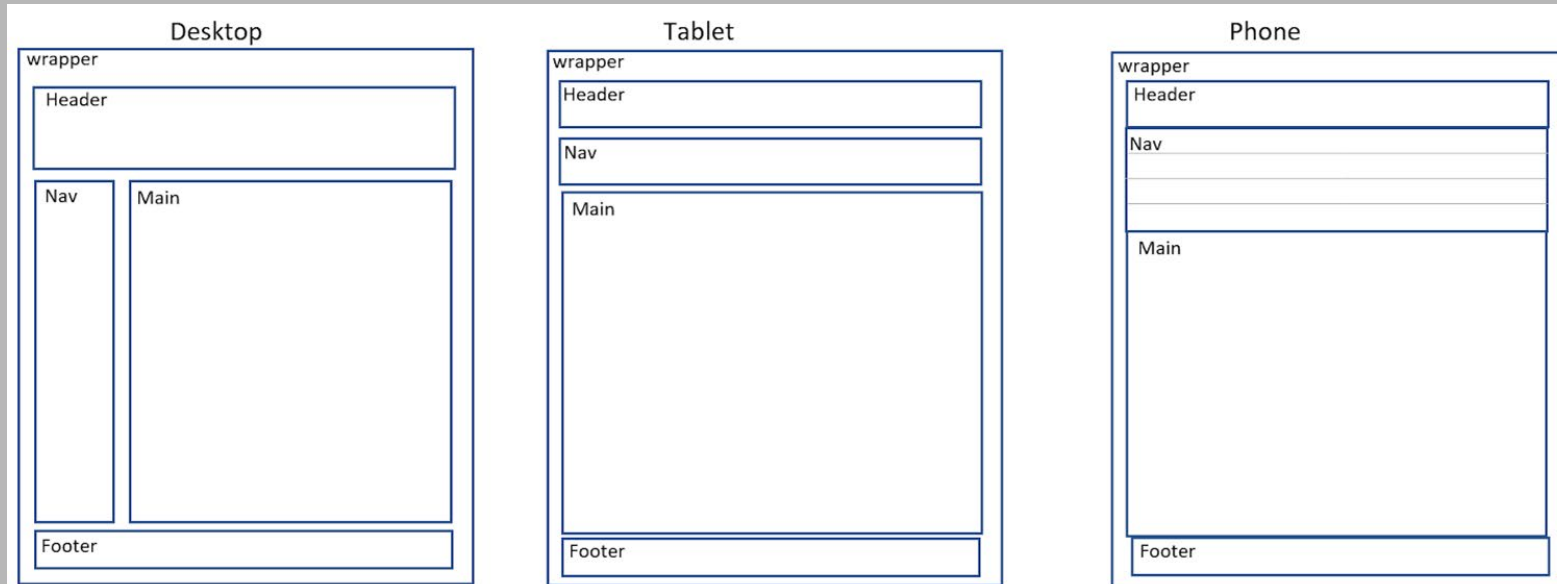 Desktop
wrapper
Header
Nav
Main
Footer
Tablet
wrapper
Header
Nav
Main
Footer
Phone
wrapper
Header
Nav
Main
Footer